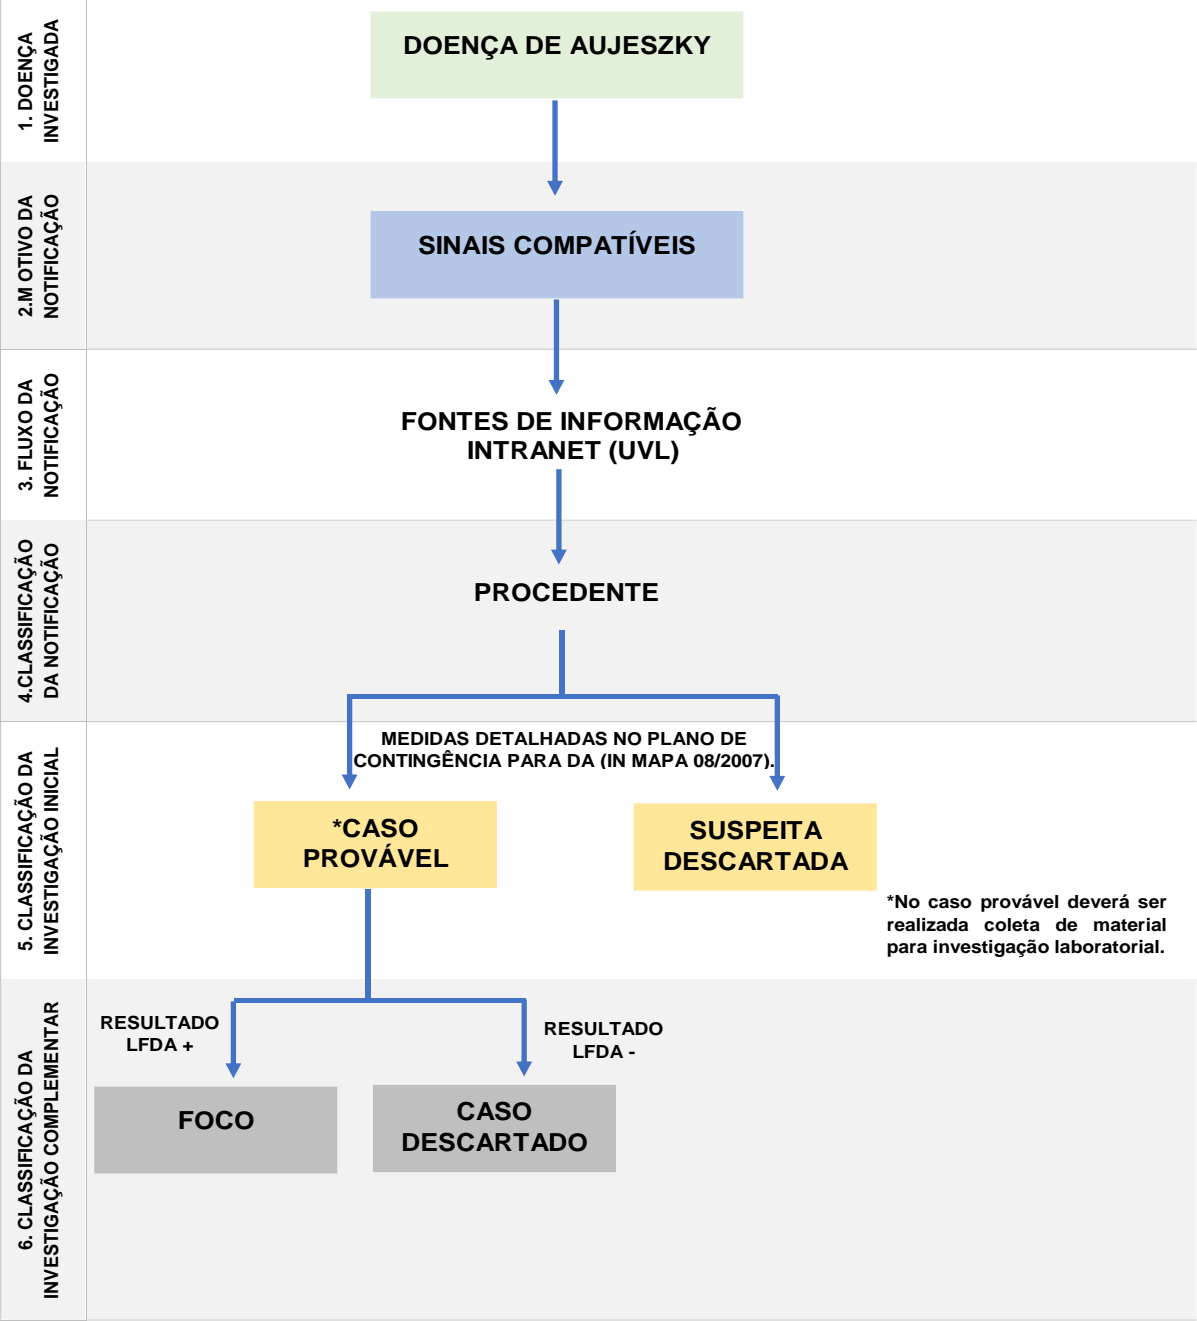 1. DOENÇA
INVESTIGADA
DOENÇA DE AUJESZKY
2.M OTIVO DA
NOTIFICAÇÃO
SINAIS COMPATÍVEIS
3. FLUXO DA
NOTIFICAÇÃO
FONTES DE INFORMAÇÃO
INTRANET (UVL)
4.CLASSIFICAÇÃO
DA NOTIFICAÇÃO
PROCEDENTE
5. CLASSIFICAÇÃO DA
INVESTIGAÇÃO INICIAL
MEDIDAS DETALHADAS NO PLANO DE
CONTINGÊNCIA PARA DA (IN MAPA 08/2007).
*CASO
PROVÁVEL
SUSPEITA
DESCARTADA
*No caso provável deverá ser
realizada coleta de material
para investigação laboratorial.
6. CLASSIFICAÇÃO DA
INVESTIGAÇÃO COMPLEMENTAR
RESULTADO
LFDA +
RESULTADO
LFDA -
FOCO
CASO
DESCARTADO